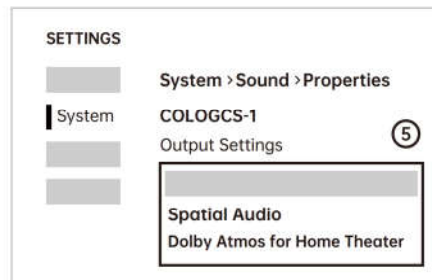 SETTINGS
System > Sound > Properties
System
COLOGCS-1
Output Settings
5
Spatial Audio
Dolby Atmos for Home Theater